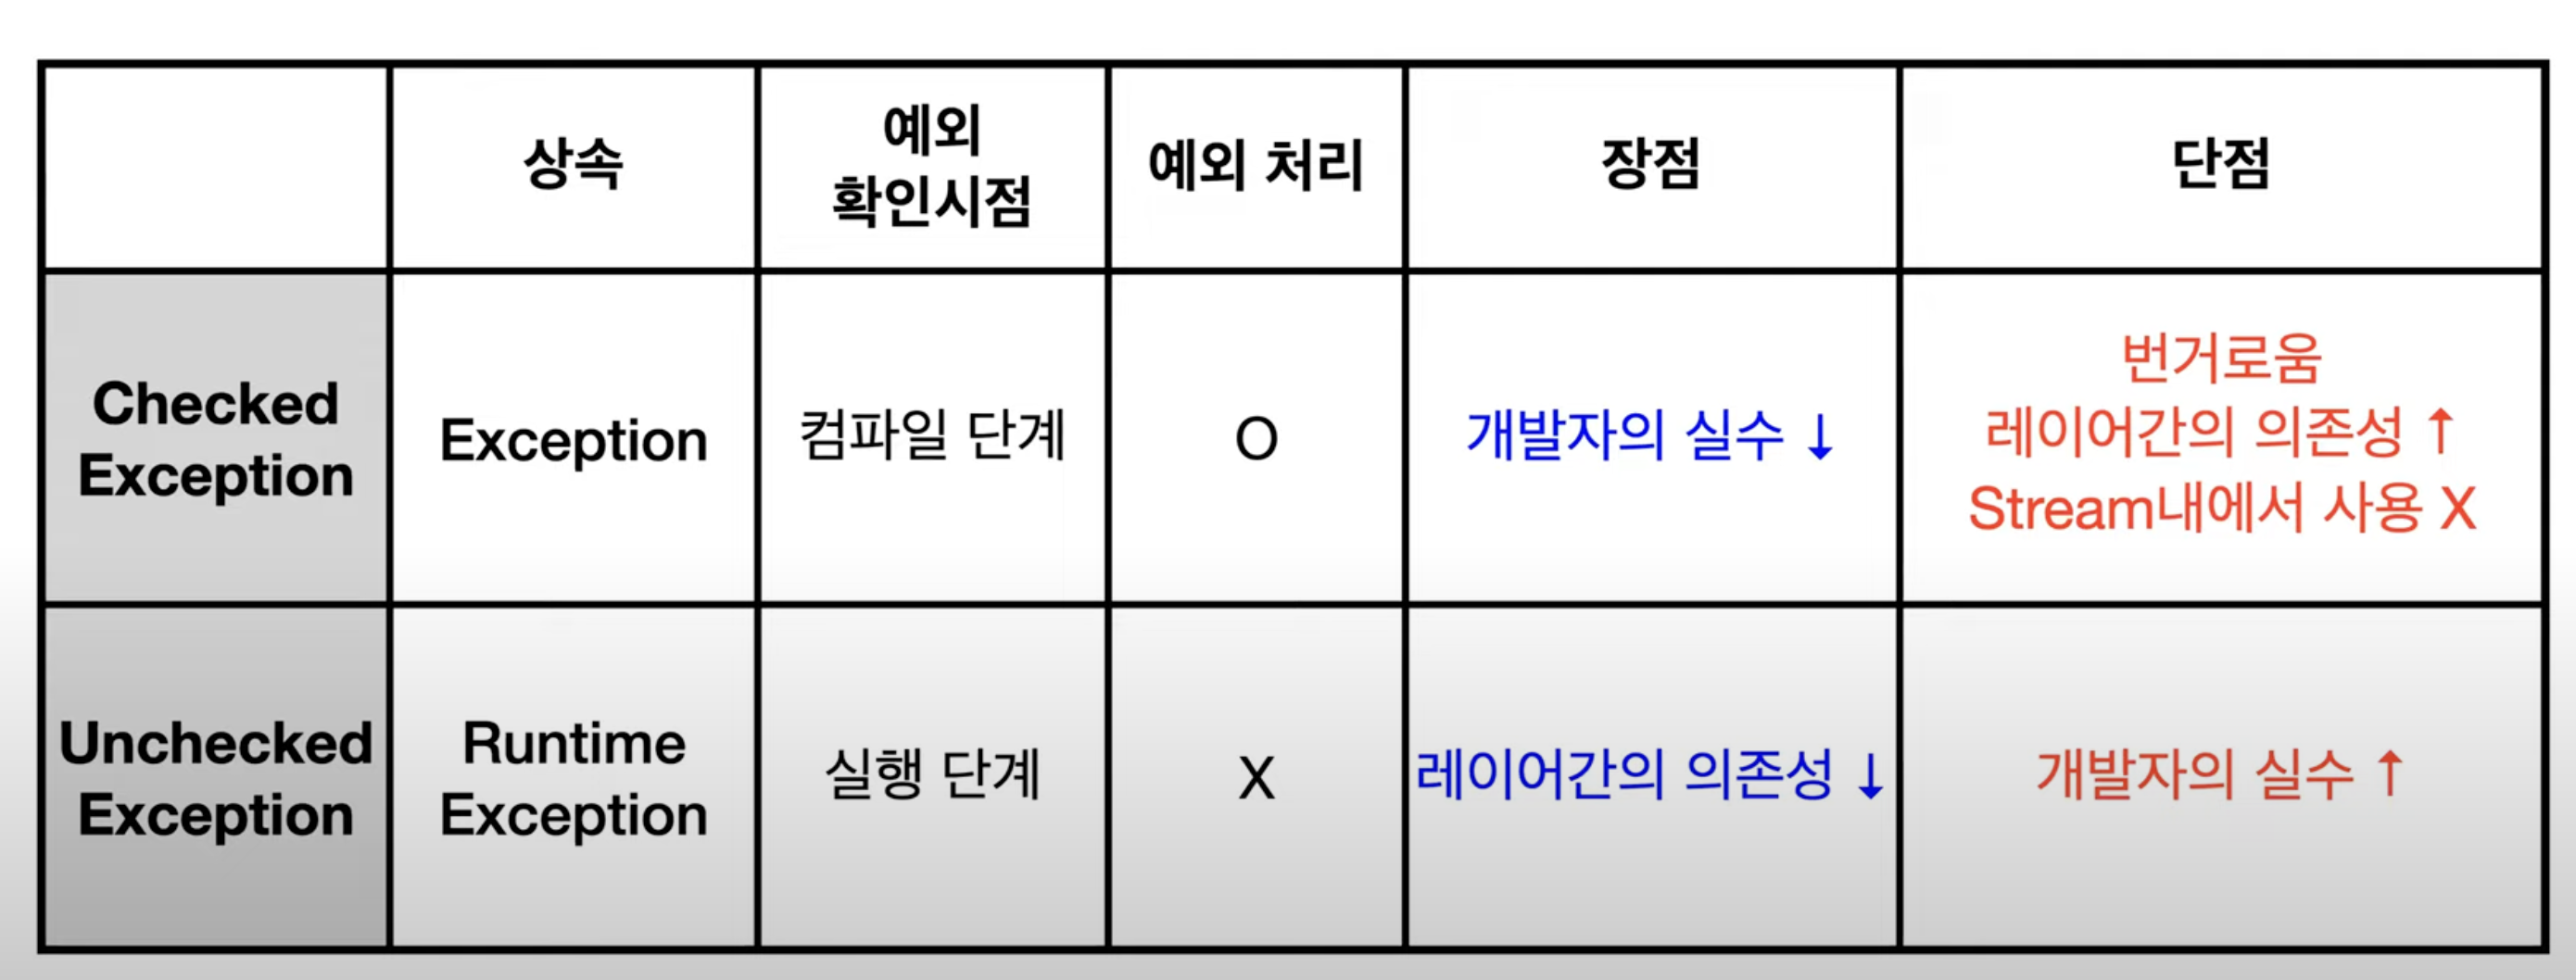 상속
예외
확인시점
예외 처리
장점
단점
Checked
Exception
Exception
컴파일 단계
O
개발자의 실수 ↓
번거로움
레이어간의 의존성 ↑
Stream내에서 사용 X
Unchecked
Exception
Runtime
Exception
실행 단계
X
레이어간의 의존성 ↓
개발자의 실수 ↑